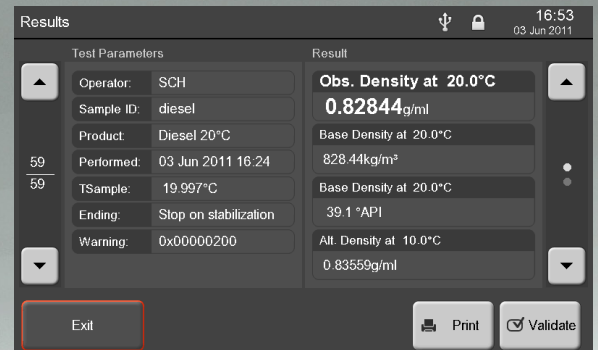 Results
16:53
03 Jun 2011
Test Parameters
Operator: SCH
Sample ID: diesel
Product: Diesel 20°C
Performed: 03 Jun 2011 16:24
TSample: 19.997°C
Ending: Stop on stabilization
Warning: 0x00000200
59
59
Result
Obs. Density at 20.0°C
0.82844g/ml
Base Density at 20.0°C
828.44kg/m³
Base Density at 20.0°C
39.1 °API
Alt. Density at 10.0°C
0.83559g/ml
Exit
Print
Validate